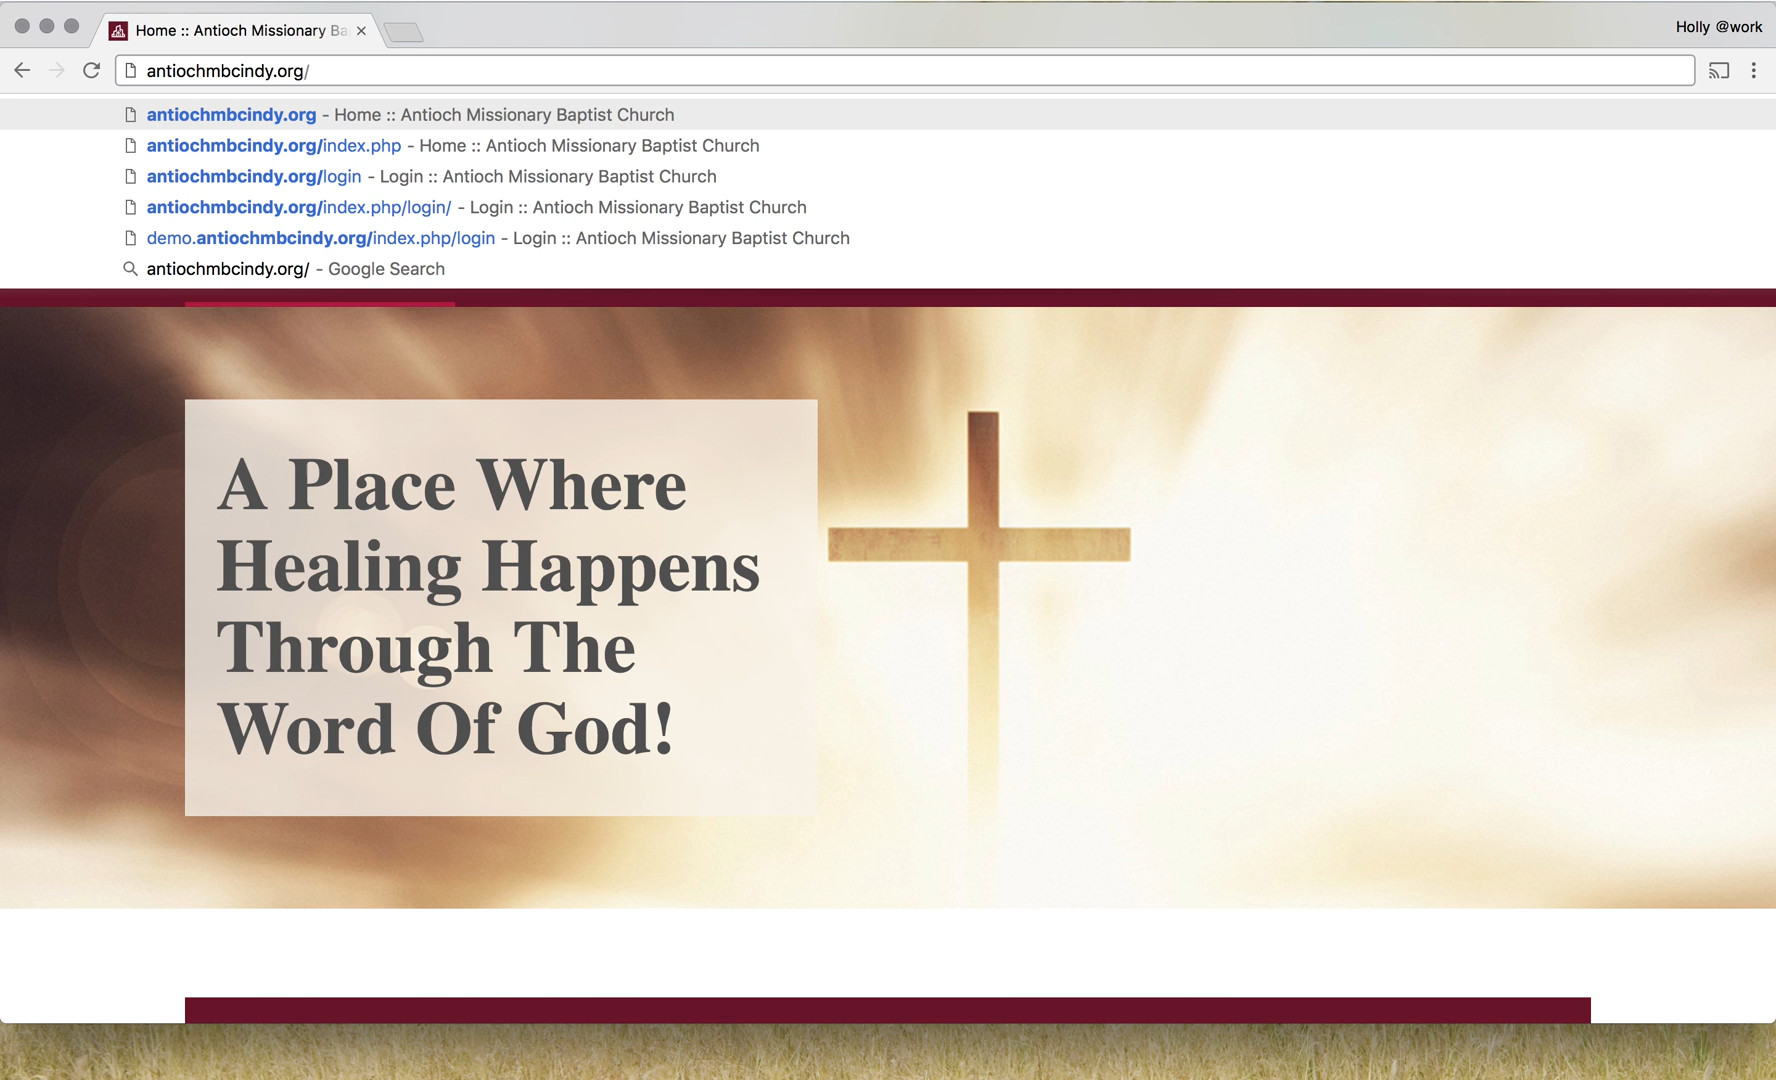 Home :: Antioch Missionary Ba
Holly @work
antiochmbcindy.org/
antiochmbcindy.org - Home :: Antioch Missionary Baptist Church
antiochmbcindy.org/index.php - Home :: Antioch Missionary Baptist Church
antiochmbcindy.org/login - Login :: Antioch Missionary Baptist Church
antiochmbcindy.org/index.php/login/ - Login :: Antioch Missionary Baptist Church
demo.antiochmbcindy.org/index.php/login - Login :: Antioch Missionary Baptist Church
antiochmbcindy.org/ - Google Search
A Place Where
Healing Happens
Through The
Word Of God!